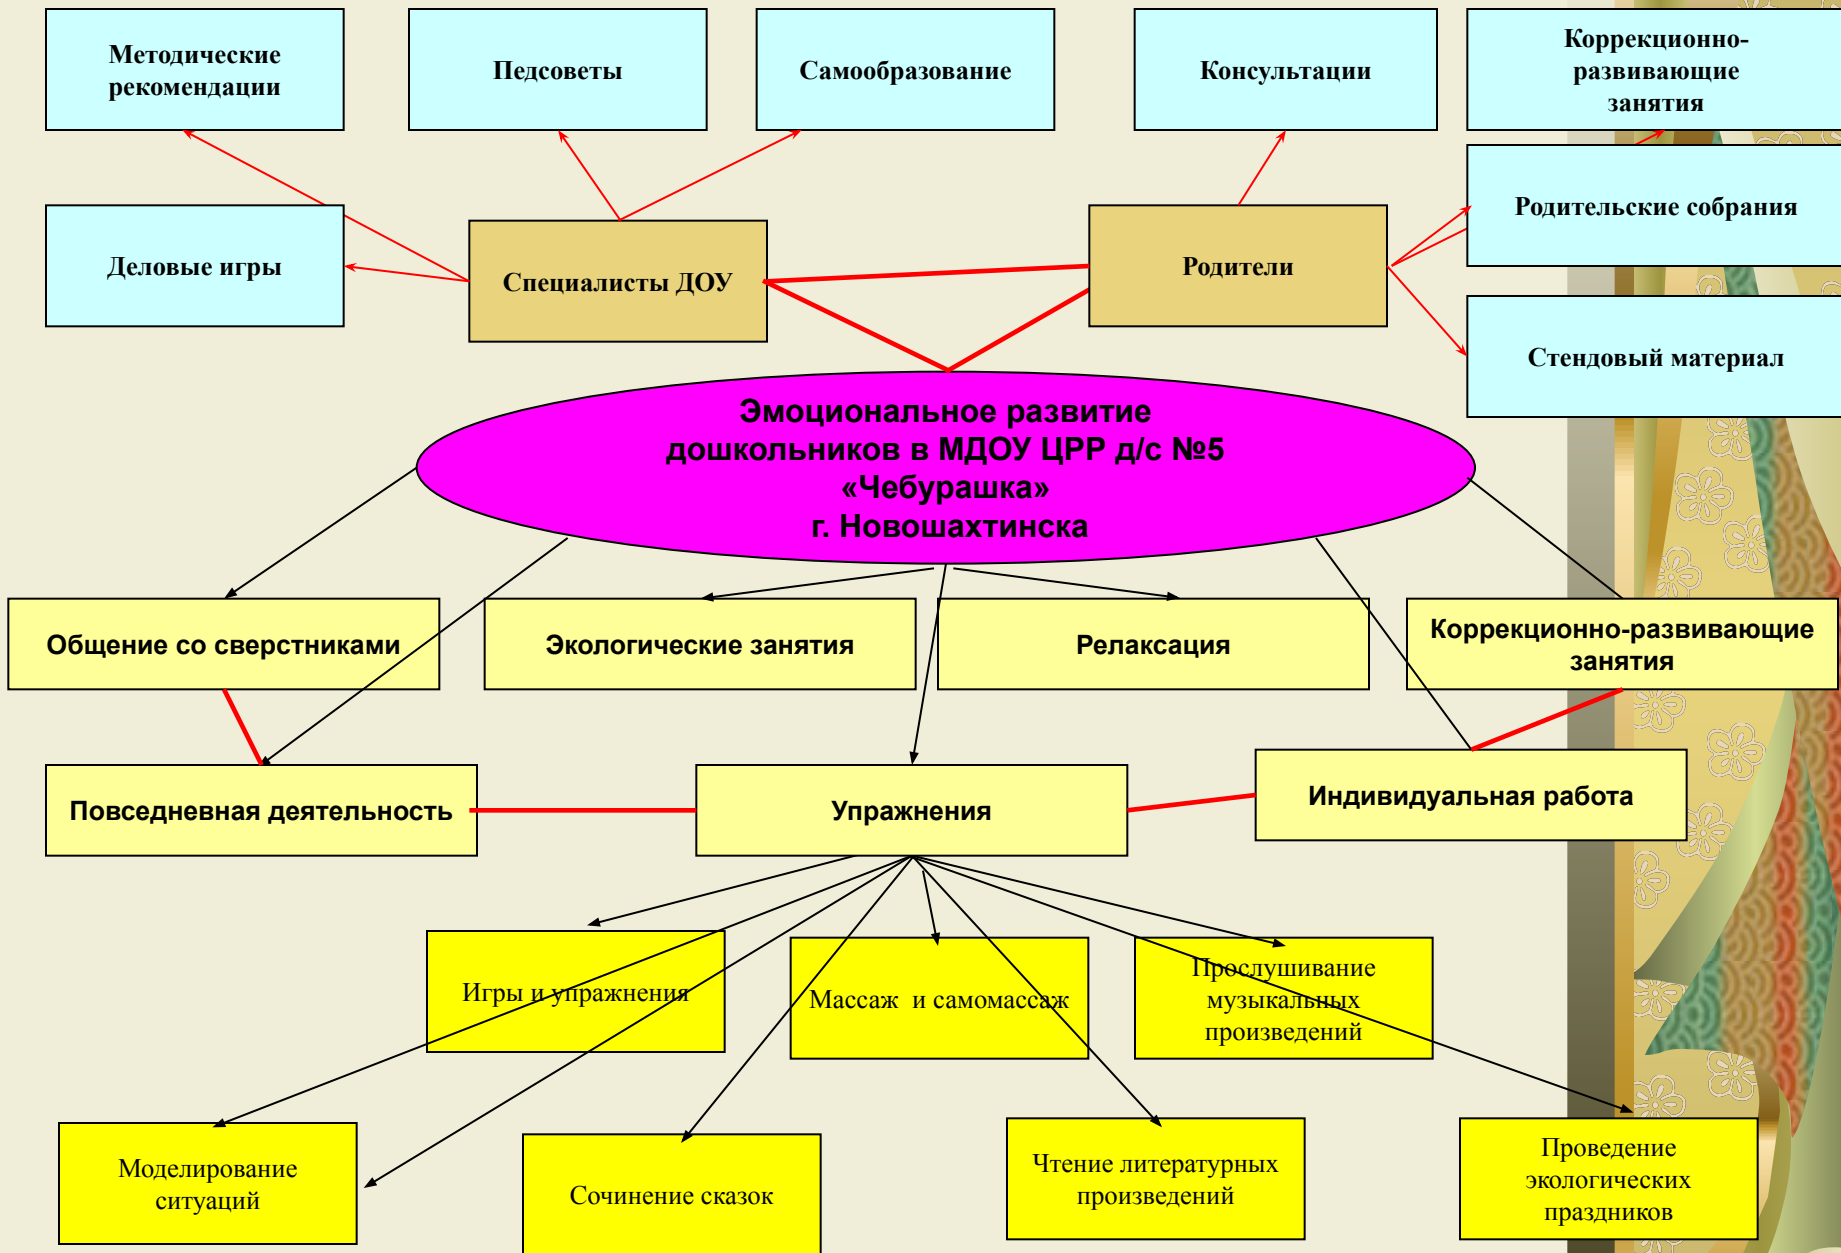 Методические
рекомендации
Педсоветы
Самообразование
Консультации
Коррекционно-
развивающие
занятия
Деловые игры
Специалисты ДОУ
Родители
Родительские собрания
Стендовый материал
Эмоциональное развитие
дошкольников в МДОУ ЦРР д/с №5
«Чебурашка»
г. Новошахтинска
Общение со сверстниками
Экологические занятия
Релаксация
Коррекционно-развивающие
занятия
Повседневная деятельность
Упражнения
Индивидуальная работа
Игры и упражнения
Массаж  и самомассаж
Прослушивание
музыкальных
произведений
Моделирование
ситуаций
Сочинение сказок
Чтение литературных
произведений
Проведение
экологических
праздников